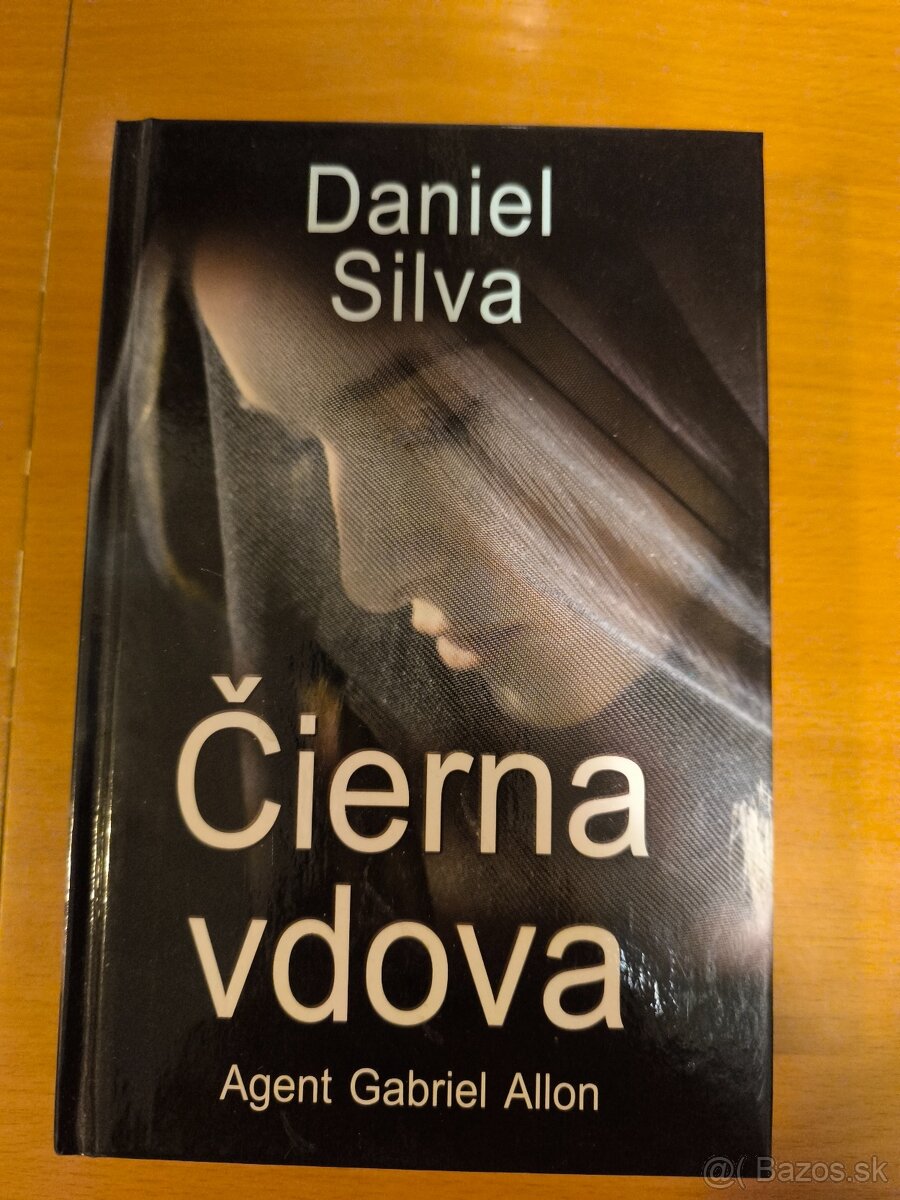 Daniel
Silva
Čierna
vdova
Agent Gabriel Allon
@( Bazos.sk